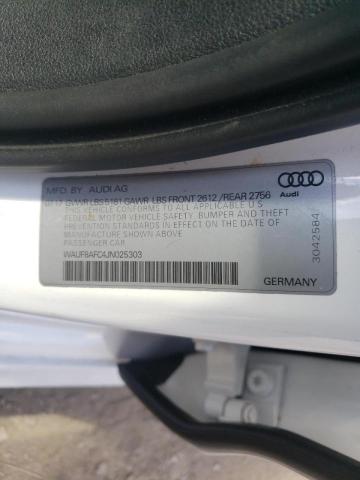 MFD. BY AUDI AG
07.17 GVWR LBS 5181 GAWR LBS FRONT 2612 /REAR 2756
THIS VEHICLE CONFORMS TO ALL APPLICABLE U S
FEDERAL MOTOR VEHICLE SAFETY, BUMPER AND THEFT
PREVENTION STANDARDS IN EFFECT ON THE DATE OF
MANUFACTURE SHOWN ABOVE
PASSENGER CAR
WAUF8AFC4JN025303
Audi
3042584
GERMANY